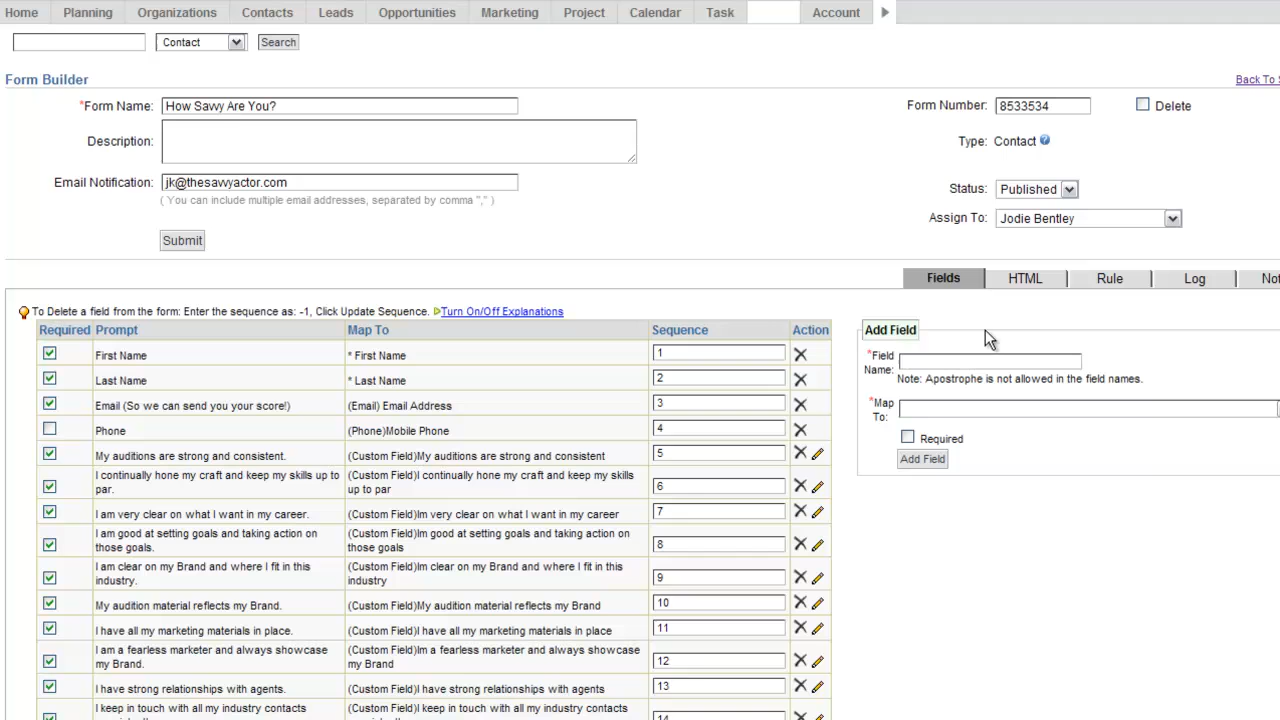 Home Planning Organizations Contacts Leads Opportunities Marketing Project Calendar Task Account
Contact Search
Form Builder Back To
*Form Name: How Savvy Are You? Form Number: 8533534 Delete
Description: Type: Contact
Email Notification: jk@thesavvyactor.com Status: Published
( You can include multiple email addresses, separated by comma "," )
Assign To: Jodie Bentley
Submit
Fields HTML Rule Log
To Delete a field from the form: Enter the sequence as: -1, Click Update Sequence. Turn On/Off Explanations
Required Prompt Map To Sequence Action
First Name * First Name 1
Last Name * Last Name 2
Email (So we can send you your score!) (Email) Email Address 3
Phone (Phone)Mobile Phone 4
My auditions are strong and consistent. (Custom Field)My auditions are strong and consistent 5
I continually hone my craft and keep my skills up to (Custom Field)I continually hone my craft and keep my skills
par. up to par 6
I am very clear on what I want in my career. (Custom Field)Im very clear on what I want in my career 7
I am good at setting goals and taking action on (Custom Field)Im good at setting goals and taking action on
those goals. those goals 8
I am clear on my Brand and where I fit in this (Custom Field)Im clear on my Brand and where I fit in this
industry. industry 9
My audition material reflects my Brand. (Custom Field)My audition material reflects my Brand 10
I have all my marketing materials in place. (Custom Field)I have all my marketing materials in place 11
I am a fearless marketer and always showcase (Custom Field)Im a fearless marketer and always showcase
my Brand. my Brand 12
I have strong relationships with agents. (Custom Field)I have strong relationships with agents 13
I keep in touch with all my industry contacts (Custom Field)I keep in touch with all my industry contacts
14
Add Field
*Field
Name:
Note: Apostrophe is not allowed in the field names.
*Map
To:
Required
Add Field